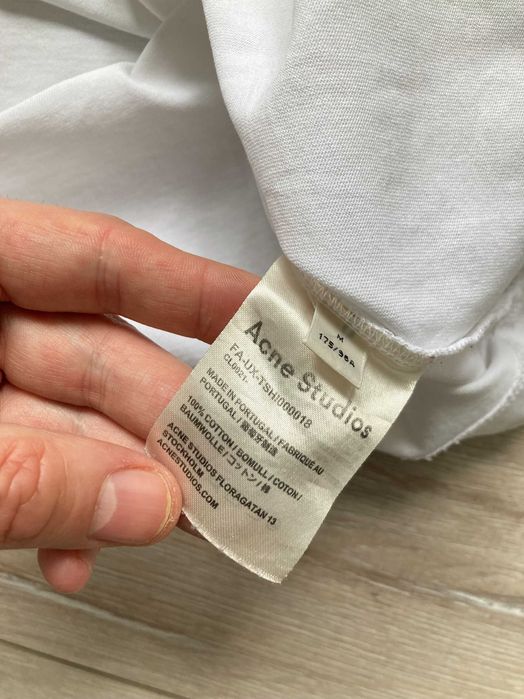 M
175/96A
Acne Studios
FA-UX-TSHI000018
CL0021-
MADE IN PORTUGAL / FABRIQUE AU
PORTUGAL /
100% COTTON / BOMULL / COTON /
BAUMWOLLE / コットン / 棉
ACNE STUDIOS FLORAGATAN 13
STOCKHOLM
ACNESTUDIOS.COM